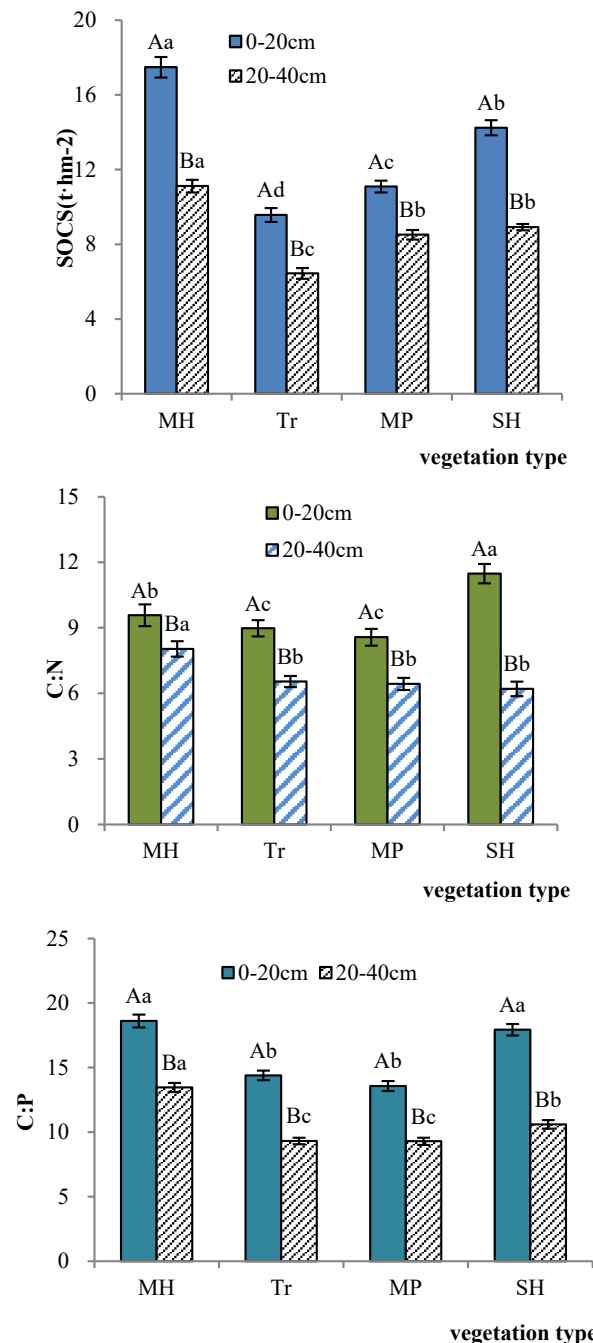 20
16
12
8
4
0
SOCS(t·hm-2)
0-20cm
20-40cm
Aa
Ba
Ad
Bc
Ac
Bb
Ab
Bb
MH Tr MP SH
vegetation type
15
12
9
6
3
0
C:N
0-20cm
20-40cm
Ab
Ba
Ac
Bb
Ac
Bb
Aa
Bb
MH Tr MP SH
vegetation type
25
20
15
10
5
0
C:P
0-20cm 20-40cm
Aa
Ba
Ab
Bc
Ab
Bc
Aa
Bb
MH Tr MP SH
vegetation type